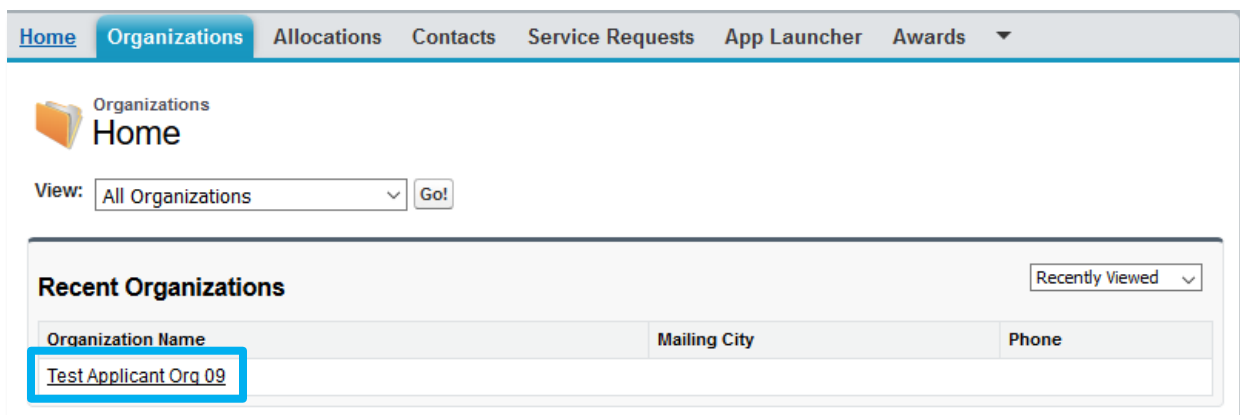 Home Organizations Allocations Contacts Service Requests App Launcher Awards
Organizations
Home
View: All Organizations Go!
Recent Organizations Recently Viewed
Organization Name Mailing City Phone
Test Applicant Org 09